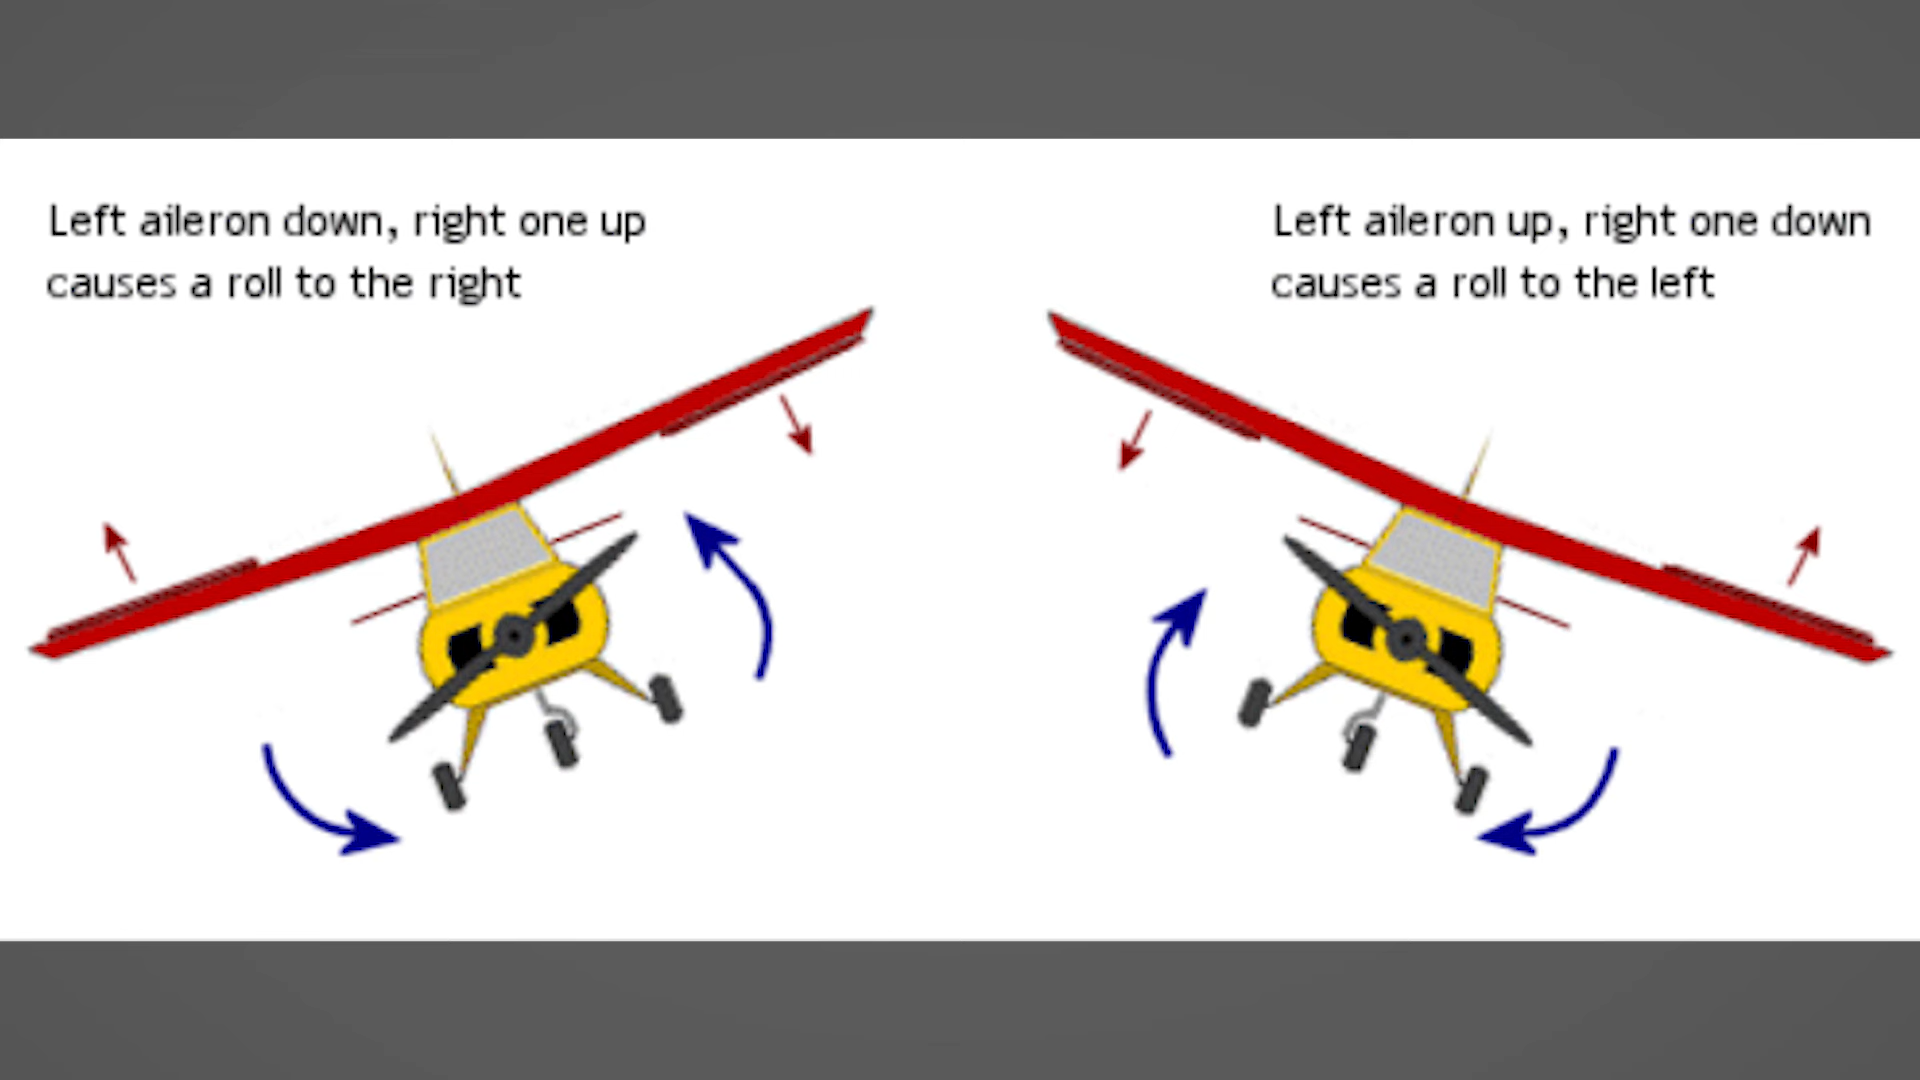 Left aileron down, right one up
causes a roll to the right
Left aileron up, right one down
causes a roll to the left